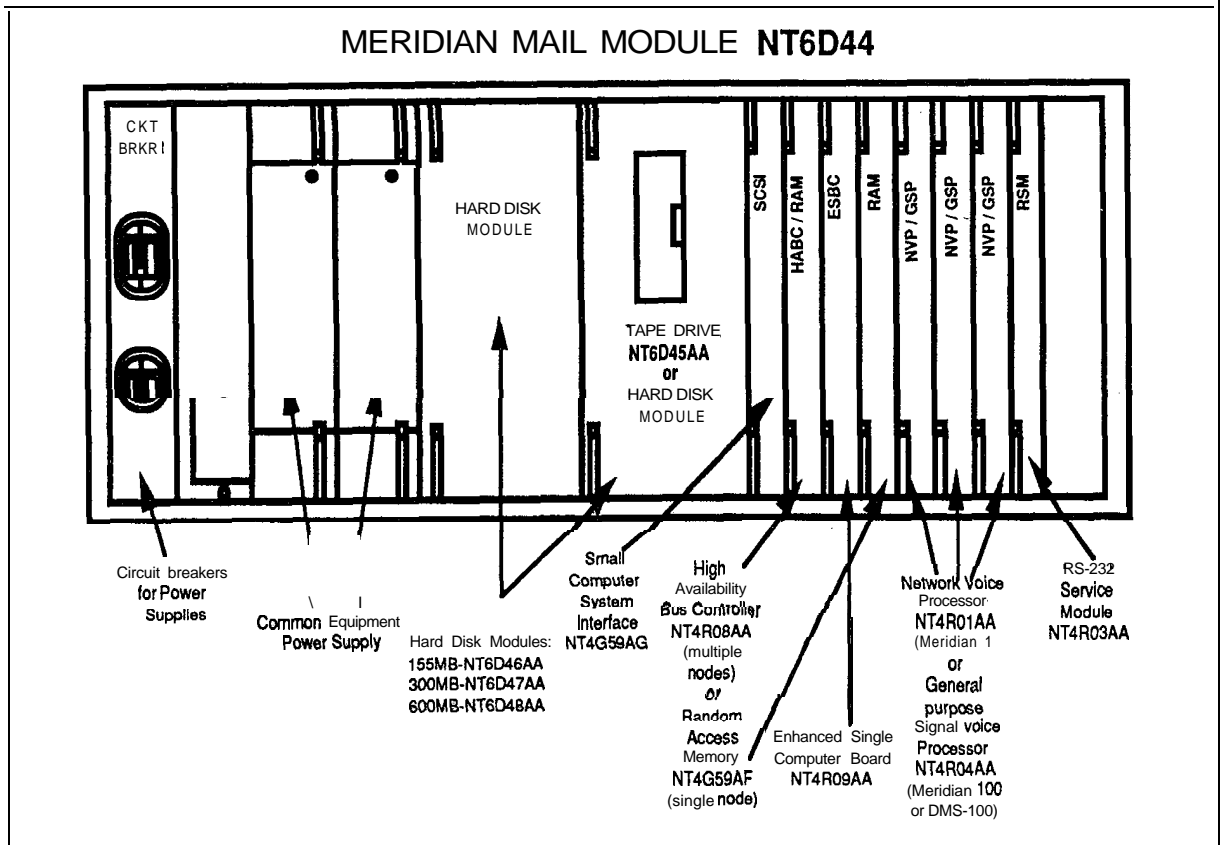 MERIDIAN MAIL MODULE NT6D44
CKT
BRKR
HARD DISK
MODULE
TAPE DRIVE
NT6D45AA
or
HARD DISK
MODULE
SCSI
HABC / RAM
ESBC
RAM
NVP / GSP
NVP / GSP
NVP / GSP
RSM
Circuit breakers
for Power
Supplies
Common Equipment
Power Supply
Hard Disk Modules:
155MB-NT6D46AA
300MB-NT6D47AA
600MB-NT6D48AA
Small
Computer
System
Interface
NT4G59AG
High
Availability
Bus Controller
NT4R08AA
(multiple
nodes)
or
Random
Access
Memory
NT4G59AF
(single node)
Enhanced Single
Computer Board
NT4R09AA
Network Voice
Processor
NT4R01AA
(Meridian 1
or
General
purpose
Signal voice
Processor
NT4R04AA
(Meridian 100
or DMS-100)
RS-232
Service
Module
NT4R03AA